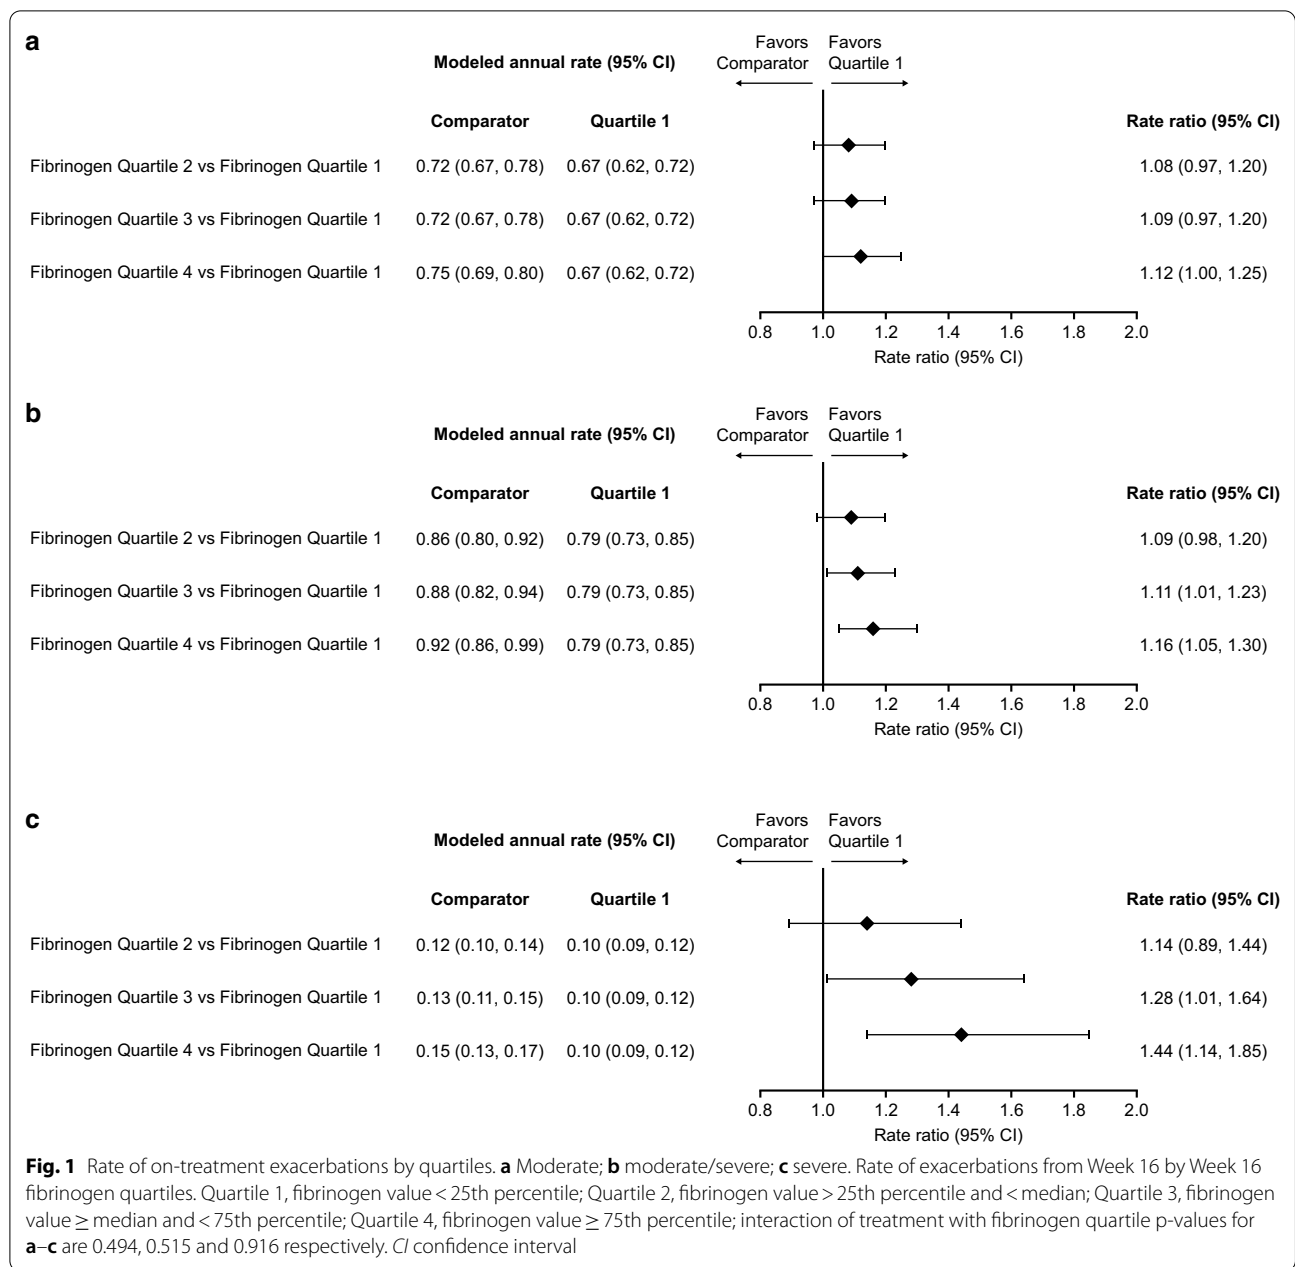 a
Favors Favors
Modeled annual rate (95% CI) Comparator Quartile 1
Comparator Quartile 1 Rate ratio (95% CI)
Fibrinogen Quartile 2 vs Fibrinogen Quartile 1 0.72 (0.67, 0.78) 0.67 (0.62, 0.72) 1.08 (0.97, 1.20)
Fibrinogen Quartile 3 vs Fibrinogen Quartile 1 0.72 (0.67, 0.78) 0.67 (0.62, 0.72) 1.09 (0.97, 1.20)
Fibrinogen Quartile 4 vs Fibrinogen Quartile 1 0.75 (0.69, 0.80) 0.67 (0.62, 0.72) 1.12 (1.00, 1.25)
0.8 1.0 1.2 1.4 1.6 1.8 2.0
Rate ratio (95% CI)
b
Favors Favors
Modeled annual rate (95% CI) Comparator Quartile 1
Comparator Quartile 1 Rate ratio (95% CI)
Fibrinogen Quartile 2 vs Fibrinogen Quartile 1 0.86 (0.80, 0.92) 0.79 (0.73, 0.85) 1.09 (0.98, 1.20)
Fibrinogen Quartile 3 vs Fibrinogen Quartile 1 0.88 (0.82, 0.94) 0.79 (0.73, 0.85) 1.11 (1.01, 1.23)
Fibrinogen Quartile 4 vs Fibrinogen Quartile 1 0.92 (0.86, 0.99) 0.79 (0.73, 0.85) 1.16 (1.05, 1.30)
0.8 1.0 1.2 1.4 1.6 1.8 2.0
Rate ratio (95% CI)
c
Favors Favors
Modeled annual rate (95% CI) Comparator Quartile 1
Comparator Quartile 1 Rate ratio (95% CI)
Fibrinogen Quartile 2 vs Fibrinogen Quartile 1 0.12 (0.10, 0.14) 0.10 (0.09, 0.12) 1.14 (0.89, 1.44)
Fibrinogen Quartile 3 vs Fibrinogen Quartile 1 0.13 (0.11, 0.15) 0.10 (0.09, 0.12) 1.28 (1.01, 1.64)
Fibrinogen Quartile 4 vs Fibrinogen Quartile 1 0.15 (0.13, 0.17) 0.10 (0.09, 0.12) 1.44 (1.14, 1.85)
0.8 1.0 1.2 1.4 1.6 1.8 2.0
Rate ratio (95% CI)
Fig. 1 Rate of on-treatment exacerbations by quartiles. a Moderate; b moderate/severe; c severe. Rate of exacerbations from Week 16 by Week 16
fibrinogen quartiles. Quartile 1, fibrinogen value < 25th percentile; Quartile 2, fibrinogen value > 25th percentile and < median; Quartile 3, fibrinogen
value ≥ median and < 75th percentile; Quartile 4, fibrinogen value ≥ 75th percentile; interaction of treatment with fibrinogen quartile p-values for
a–c are 0.494, 0.515 and 0.916 respectively. CI confidence interval